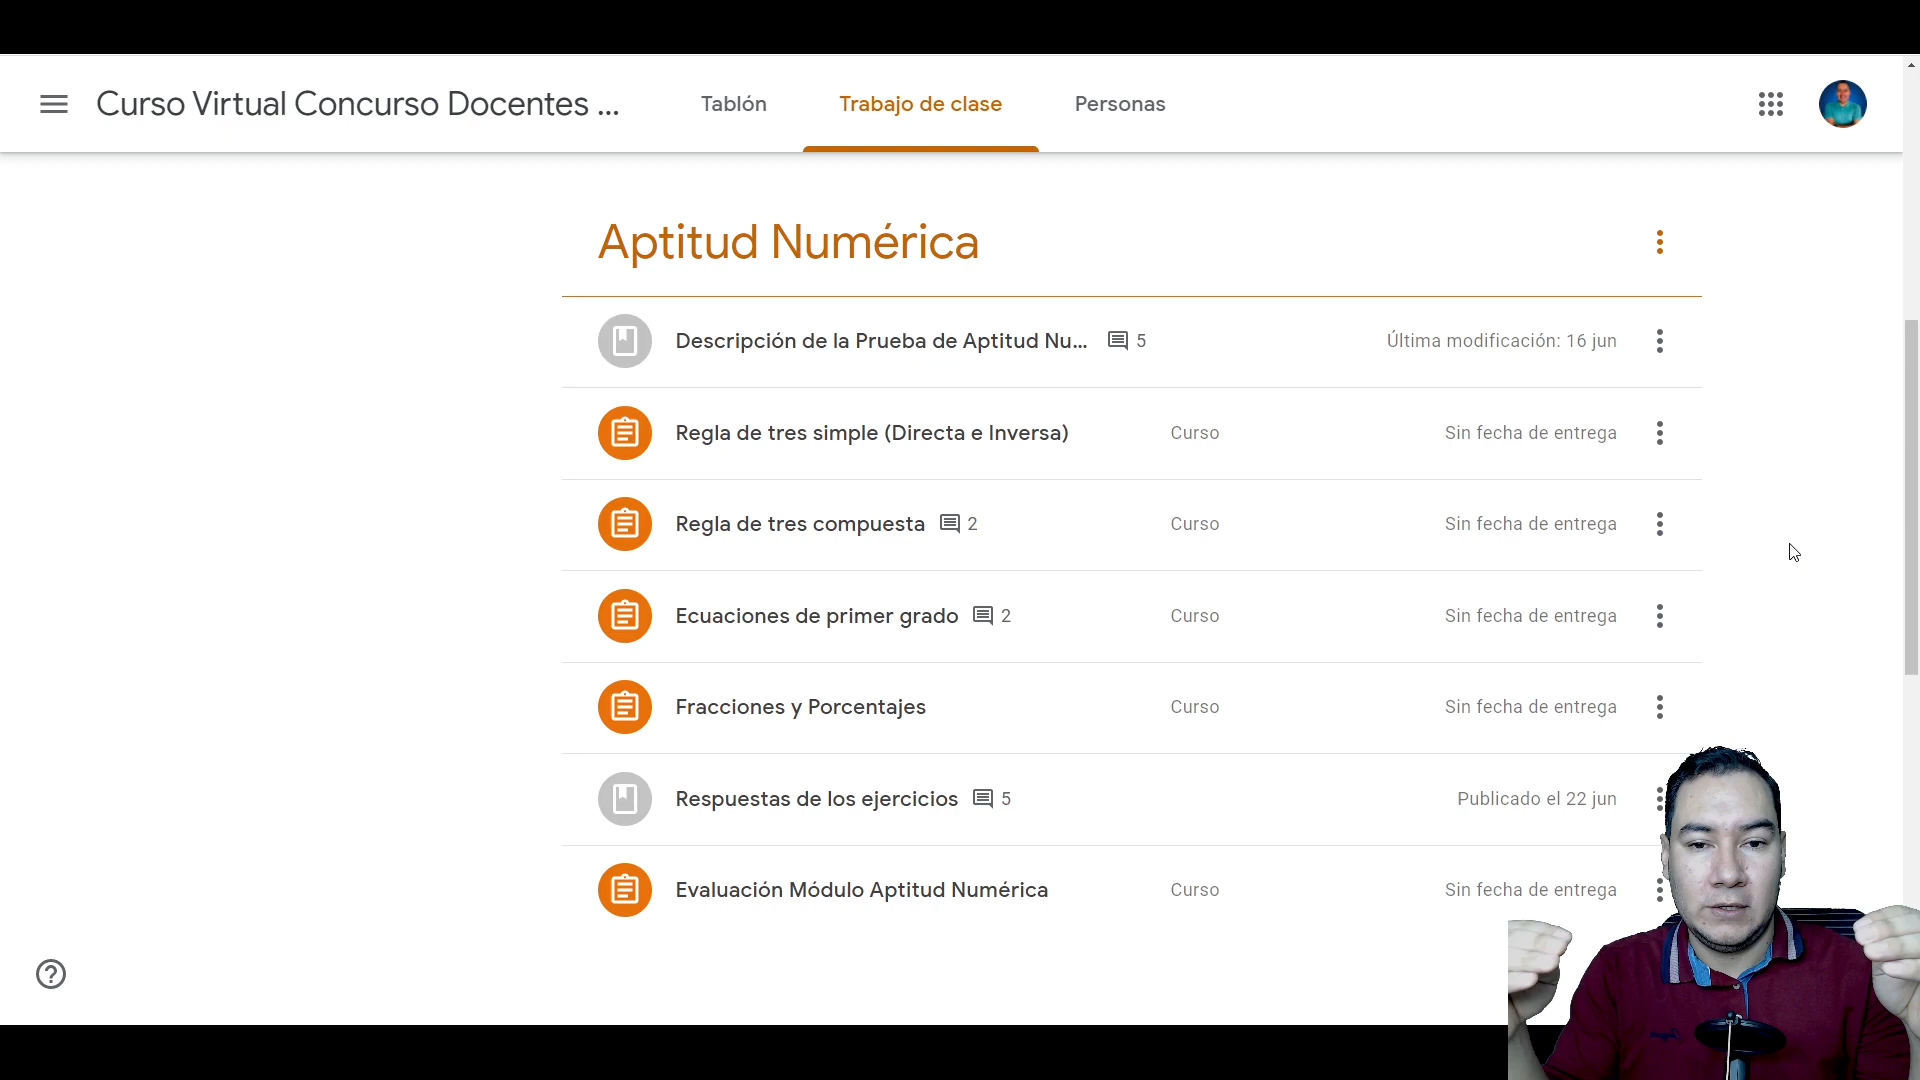 Curso Virtual Concurso Docentes ...
Tablón
Trabajo de clase
Personas
Aptitud Numérica
Descripción de la Prueba de Aptitud Nu... 5 Última modificación: 16 jun
Regla de tres simple (Directa e Inversa) Curso Sin fecha de entrega
Regla de tres compuesta 2 Curso Sin fecha de entrega
Ecuaciones de primer grado 2 Curso Sin fecha de entrega
Fracciones y Porcentajes Curso Sin fecha de entrega
Respuestas de los ejercicios 5 Publicado el 22 jun
Evaluación Módulo Aptitud Numérica Curso Sin fecha de entrega